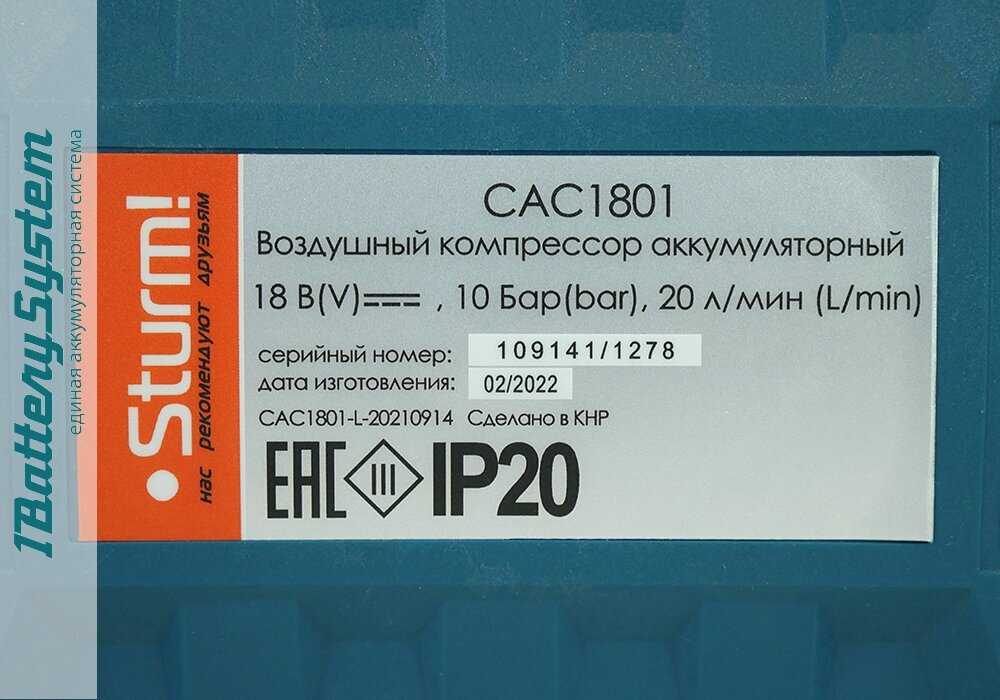 1BatterySystem
единая аккумуляторная система
Sturm!
нас рекомендуют друзьям
CAC1801
Воздушный компрессор аккумуляторный
18 В(V) , 10 Бар(bar), 20 л/мин (L/min)
серийный номер: 109141/1278
дата изготовления: 02/2022
CAC1801-L-20210914 Сделано в КНР
EAC III IP20